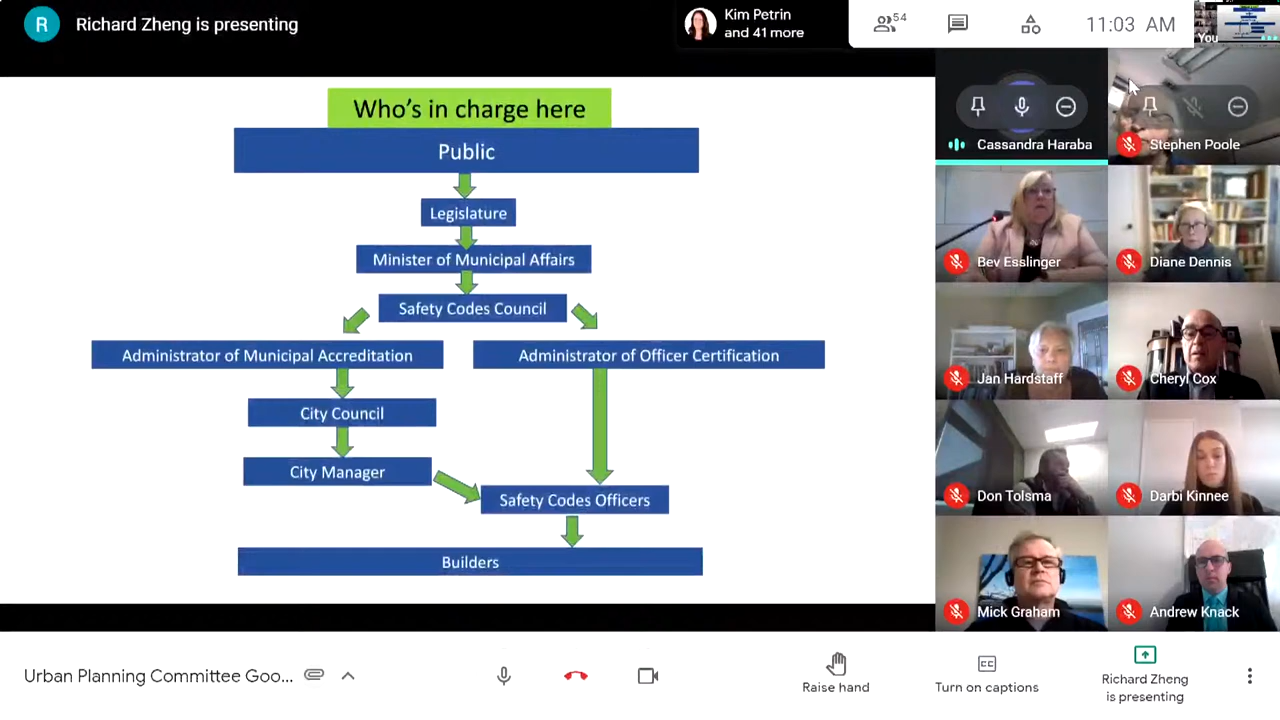 R
Richard Zheng is presenting
Kim Petrin
and 41 more
54
11:03 AM
You
Who's in charge here
Public
Legislature
Minister of Municipal Affairs
Safety Codes Council
Administrator of Municipal Accreditation
Administrator of Officer Certification
City Council
City Manager
Safety Codes Officers
Builders
Cassandra Haraba
Stephen Poole
Bev Esslinger
Diane Dennis
Jan Hardstaff
Cheryl Cox
Don Tolsma
Darbi Kinnee
Mick Graham
Andrew Knack
Urban Planning Committee Goo...
Raise hand
CC
Turn on captions
Richard Zheng
is presenting